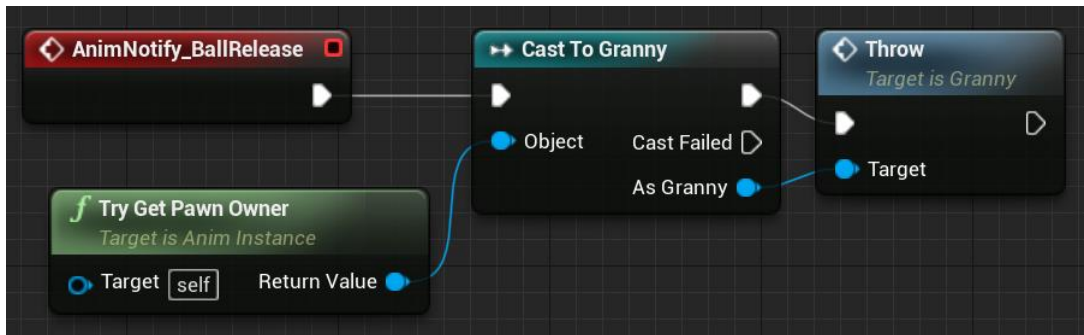 AnimNotify_BallRelease
Cast To Granny
Object
Cast Failed
As Granny
Throw
Target is Granny
Target
f Try Get Pawn Owner
Target is Anim Instance
Target self Return Value